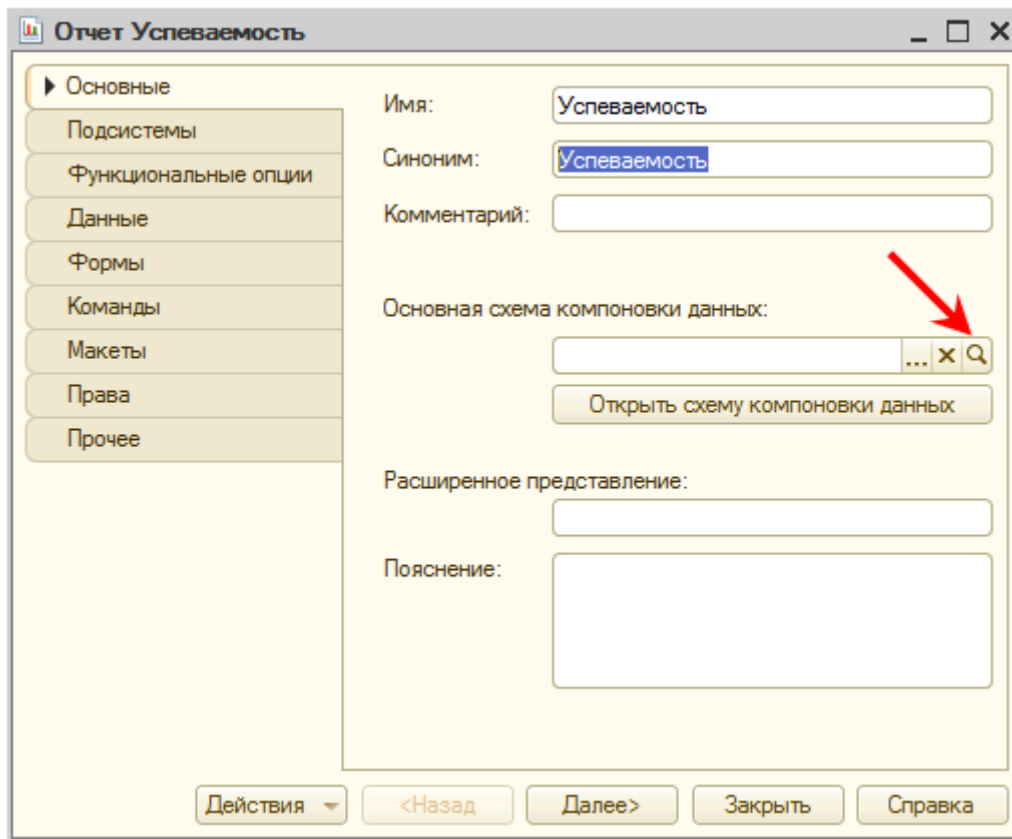 Отчет Успеваемость
Основные
Подсистемы
Функциональные опции
Данные
Формы
Команды
Макеты
Права
Прочее
Имя: Успеваемость
Синоним: Успеваемость
Комментарий:
Основная схема компоновки данных:
...
Открыть схему компоновки данных
Расширенное представление:
Пояснение:
Действия <Назад Далее> Закрыть Справка